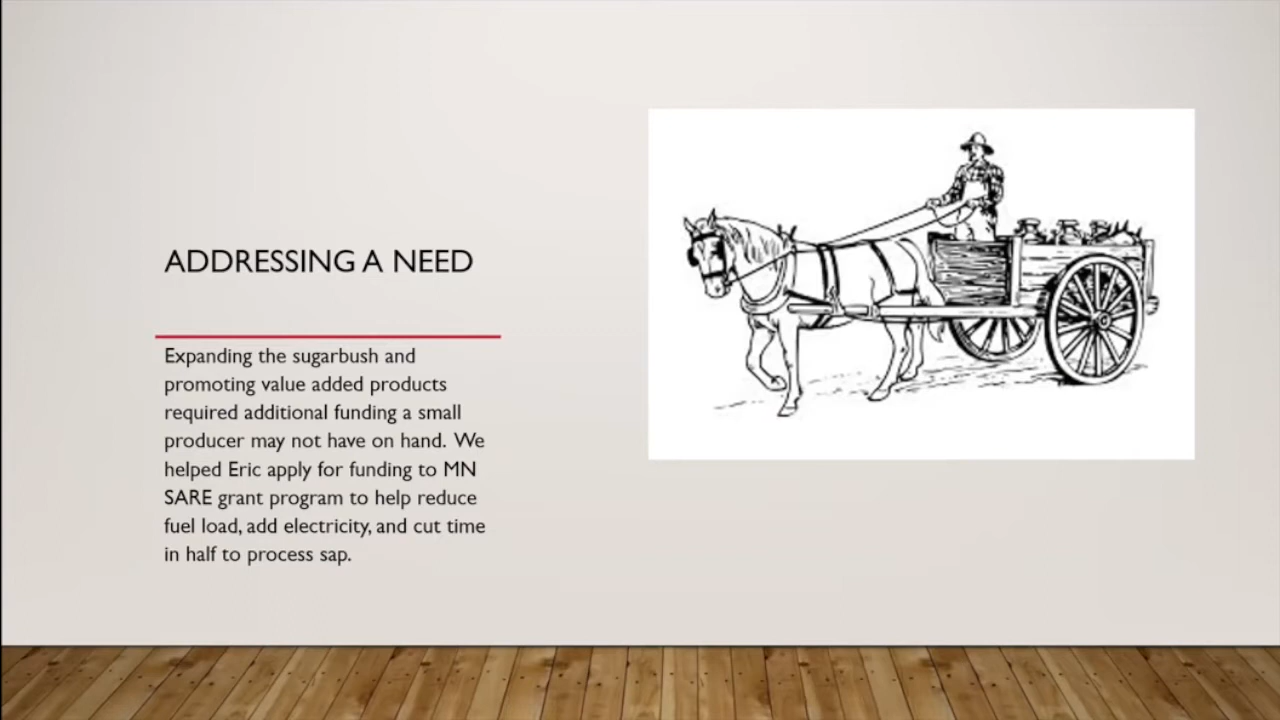 ADDRESSING A NEED
Expanding the sugarbush and
promoting value added products
required additional funding a small
producer may not have on hand. We
helped Eric apply for funding to MN
SARE grant program to help reduce
fuel load, add electricity, and cut time
in half to process sap.